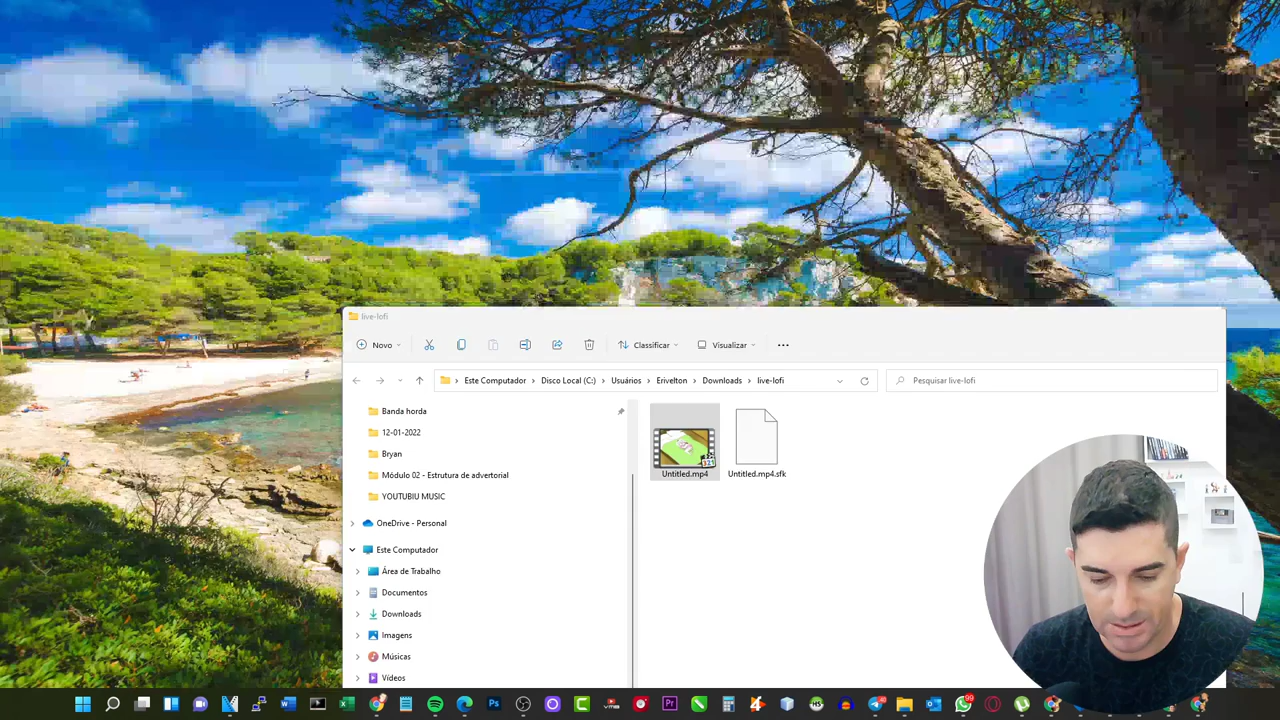 live-lofi
Novo
Classificar
Visualizar
Este Computador
Disco Local (C:)
Usuários
Erivelton
Downloads
live-lofi
Pesquisar live-lofi
Banda horda
12-01-2022
Bryan
Módulo 02 - Estrutura de advertorial
YOUTUBIU MUSIC
OneDrive - Personal
Este Computador
Área de Trabalho
Documentos
Downloads
Imagens
Músicas
Vídeos
Untitled.mp4
Untitled.mp4.sfk
99